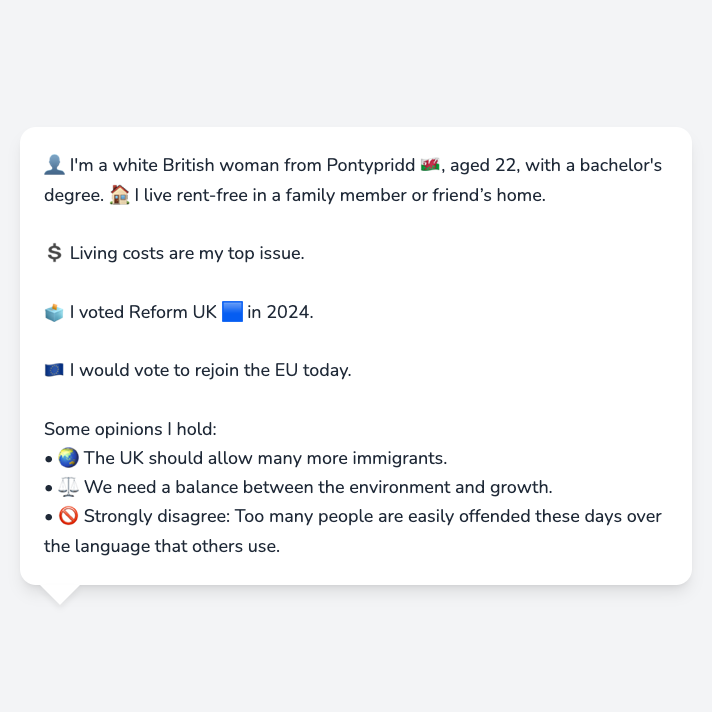 👤 I'm a white British woman from Pontypridd 🏴󠁧󠁢󠁷󠁬󠁳󠁿, aged 22, with a bachelor's
degree. 🏠 I live rent-free in a family member or friend’s home.
💲 Living costs are my top issue.
🗳️ I voted Reform UK 🟦 in 2024.
🇪🇺 I would vote to rejoin the EU today.
Some opinions I hold:
• 🌏 The UK should allow many more immigrants.
• ⚖️ We need a balance between the environment and growth.
• 🚫 Strongly disagree: Too many people are easily offended these days over
the language that others use.